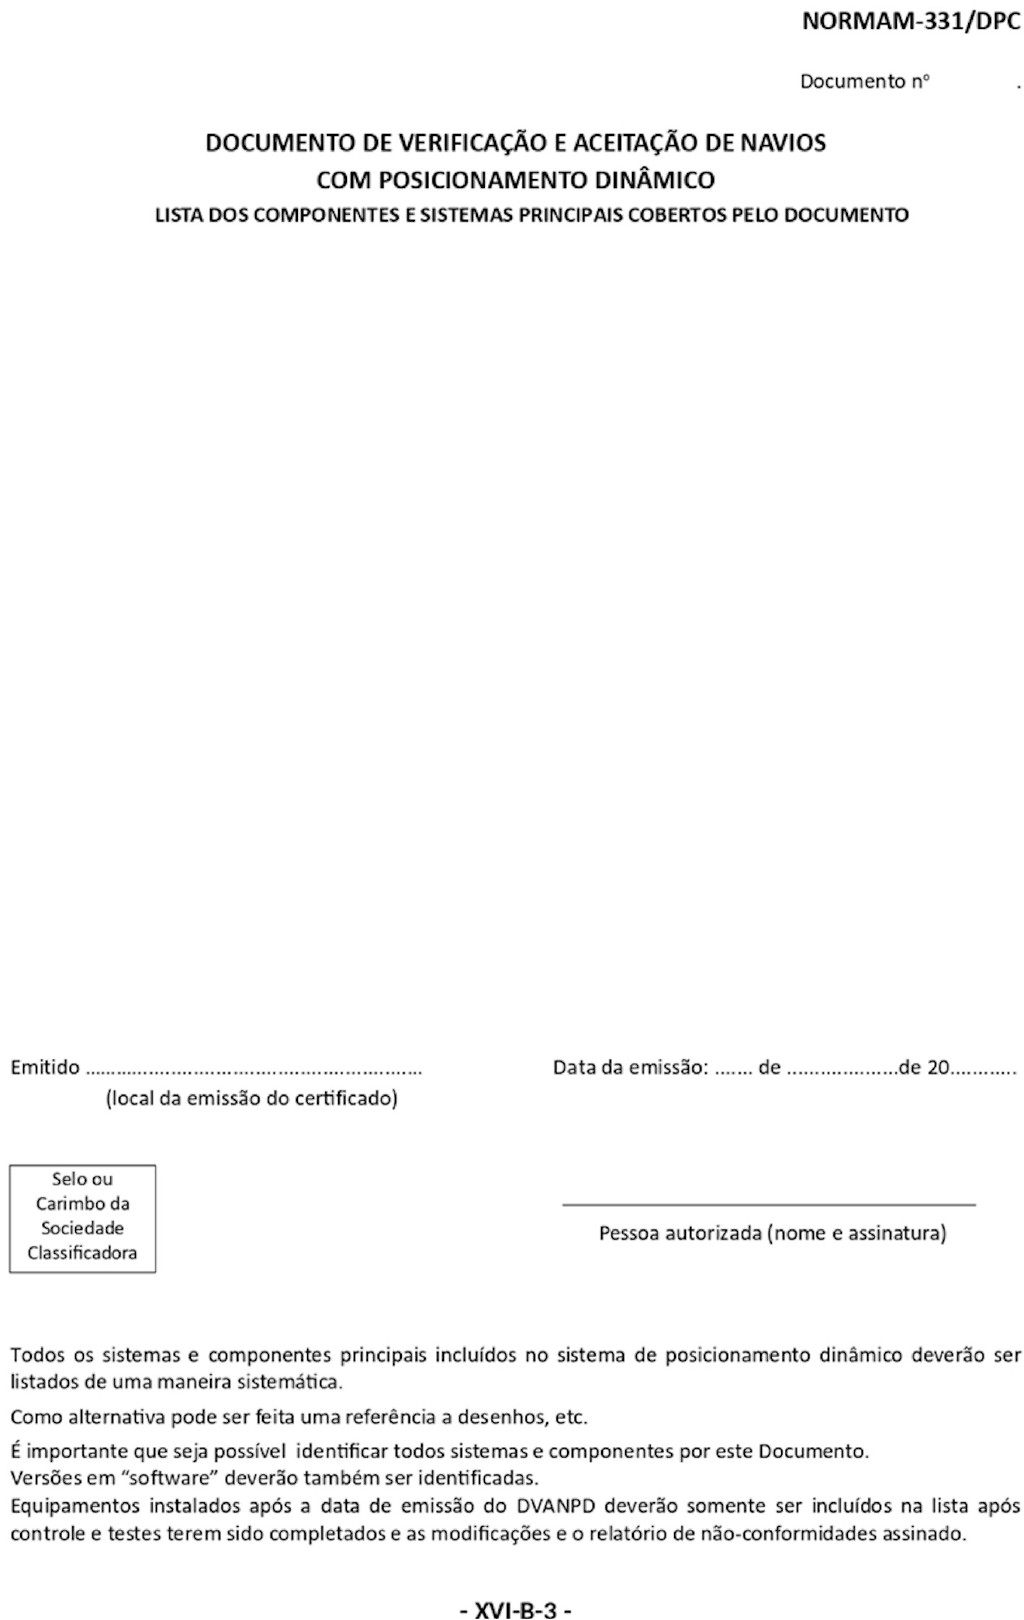 NORMAM-331/DPC
Documento nº .
DOCUMENTO DE VERIFICAÇÃO E ACEITAÇÃO DE NAVIOS
COM POSICIONAMENTO DINÂMICO
LISTA DOS COMPONENTES E SISTEMAS PRINCIPAIS COBERTOS PELO DOCUMENTO
Emitido ............................................................. Data da emissão: ....... de ....................de 20............
(local da emissão do certificado)
Selo ou
Carimbo da
Sociedade
Classificadora
Pessoa autorizada (nome e assinatura)
Todos os sistemas e componentes principais incluídos no sistema de posicionamento dinâmico deverão ser
listados de uma maneira sistemática.
Como alternativa pode ser feita uma referência a desenhos, etc.
É importante que seja possível identificar todos sistemas e componentes por este Documento.
Versões em “software” deverão também ser identificadas.
Equipamentos instalados após a data de emissão do DVANPD deverão somente ser incluídos na lista após
controle e testes terem sido completados e as modificações e o relatório de não-conformidades assinado.
- XVI-B-3 -